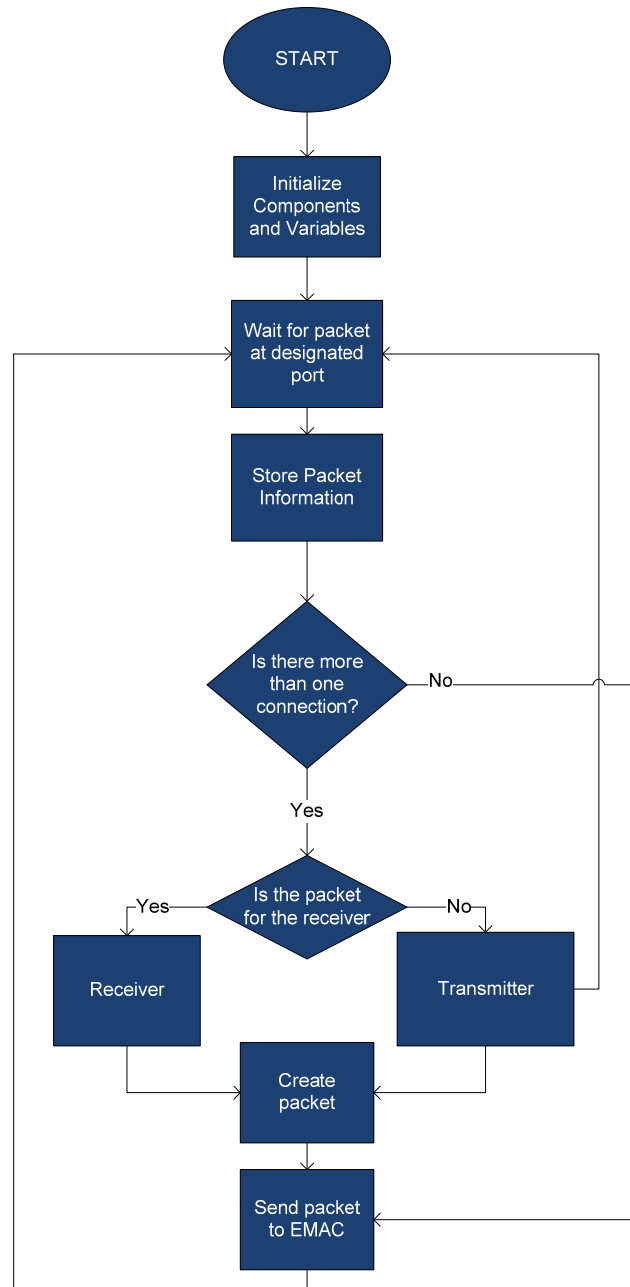 START
Initialize
Components
and Variables
Wait for packet
at designated
port
Store Packet
Information
Is there more
than one
connection?
No
Yes
Is the packet
for the receiver
Yes
No
Receiver
Transmitter
Create
packet
Send packet
to EMAC